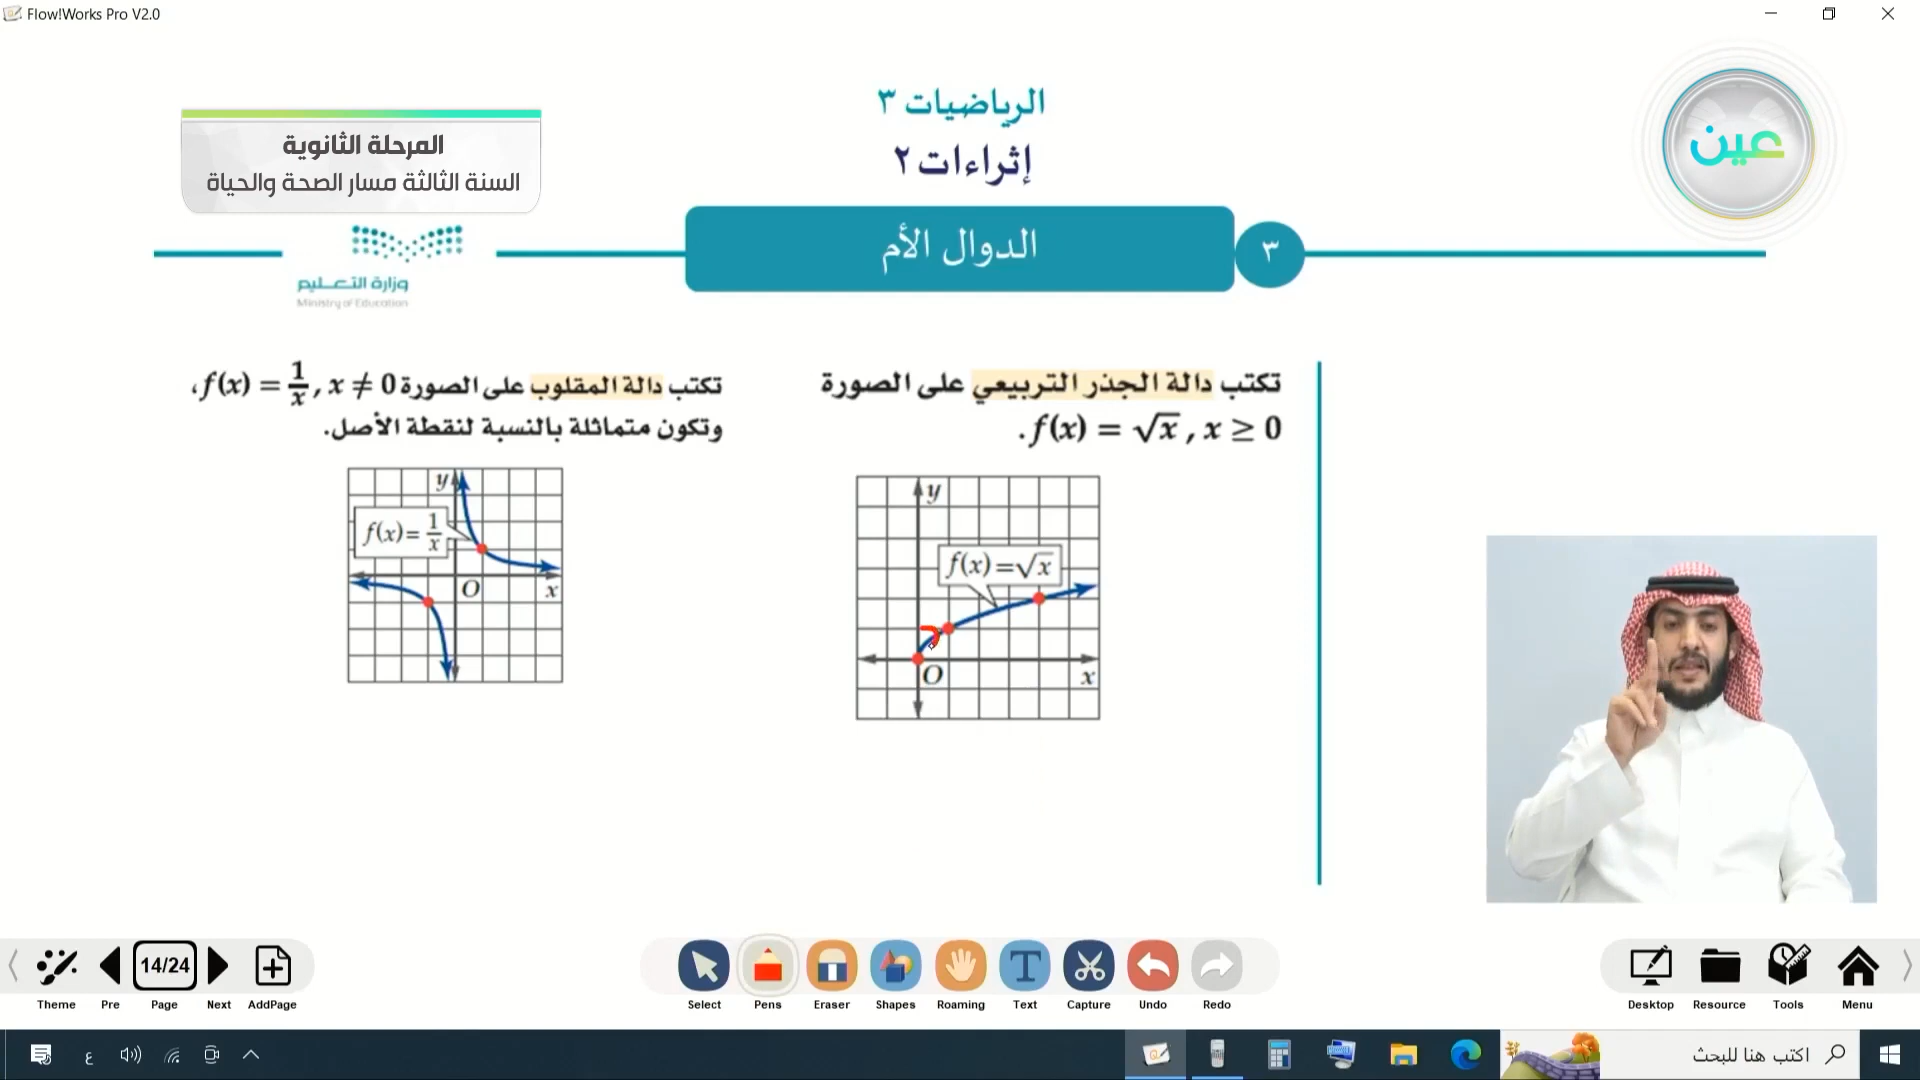 Flow!Works Pro V2.0
الرياضيات ٣
إثراءات ٢
المرحلة الثانوية
السنة الثالثة مسار الصحة والحياة
عين
الدوال الأم
٣
وزارة التعليم
Ministry of Education
تكتب دالة الجذر التربيعي على الصورة
f(x) = √x , x ≥ 0.
y
f(x)=√x
O
x
تكتب دالة المقلوب على الصورة f(x) = 1/x , x ≠ 0،
وتكون متماثلة بالنسبة لنقطة الأصل.
y
f(x)= 1/x
O
x
14/24
Theme
Pre
Page
Next
AddPage
Select
Pens
Eraser
Shapes
Roaming
Text
Capture
Undo
Redo
Desktop
Resource
Tools
Menu
ع
اكتب هنا للبحث